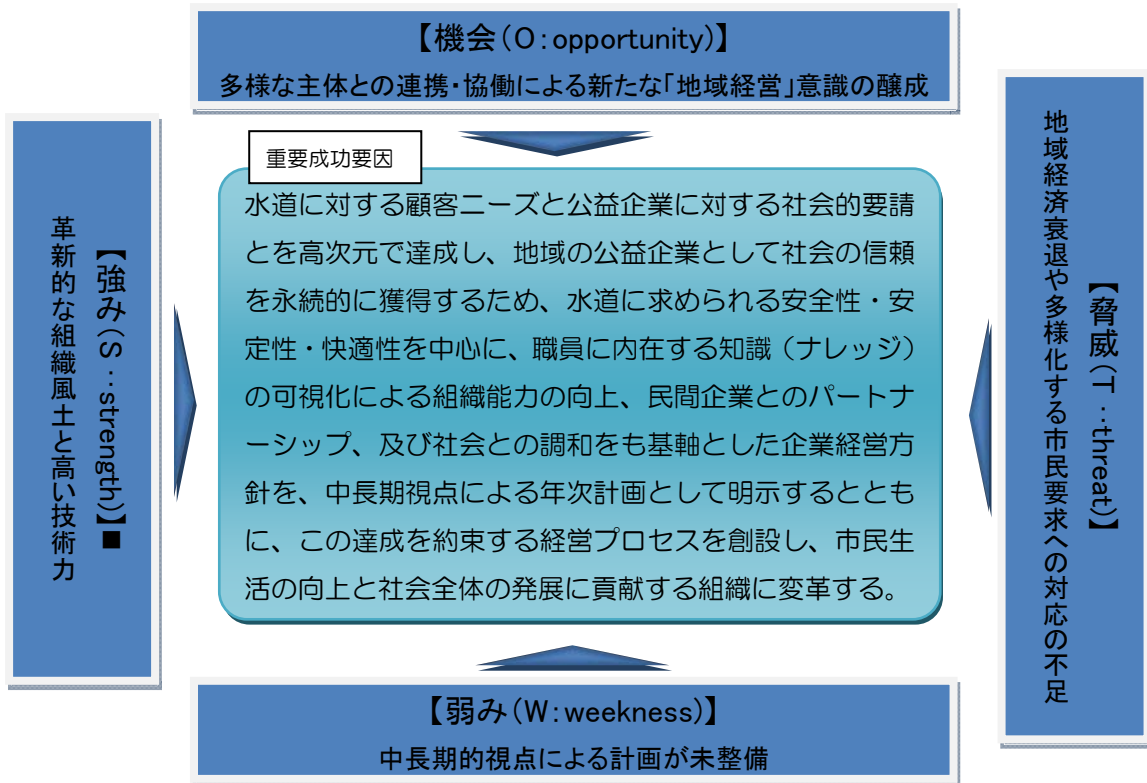 【機会(O:opportunity)】
多様な主体との連携・協働による新たな「地域経営」意識の醸成
重要成功要因
水道に対する顧客ニーズと公益企業に対する社会的要請
とを高次元で達成し、地域の公益企業として社会の信頼
を永続的に獲得するため、水道に求められる安全性・安
定性・快適性を中心に、職員に内在する知識(ナレッジ)
の可視化による組織能力の向上、民間企業とのパートナ
ーシップ、及び社会との調和をも基軸とした企業経営方
針を、中長期視点による年次計画として明示するととも
に、この達成を約束する経営プロセスを創設し、市民生
活の向上と社会全体の発展に貢献する組織に変革する。
【強み(S:strength)】■
革新的な組織風土と高い技術力
【脅威(T:threat)】
地域経済衰退や多様化する市民要求への対応の不足
【弱み(W:weekness)】
中長期的視点による計画が未整備